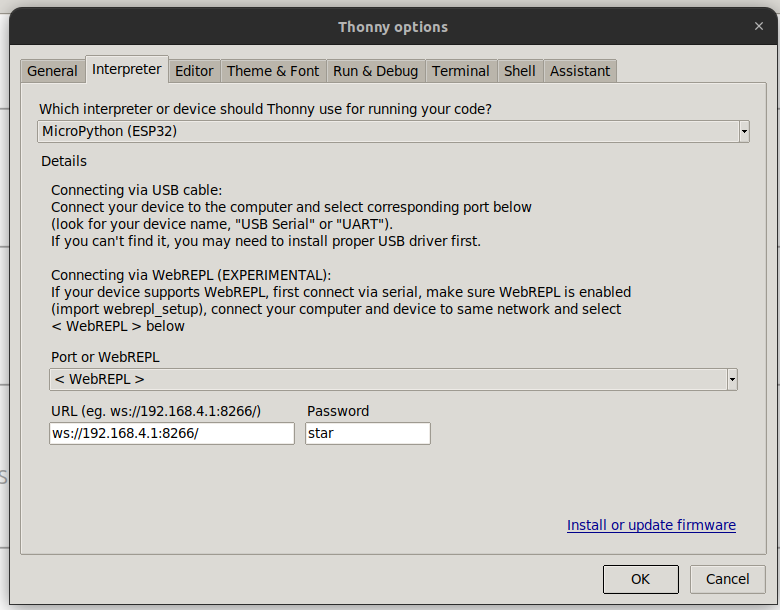 Thonny options
General Interpreter Editor Theme & Font Run & Debug Terminal Shell Assistant
Which interpreter or device should Thonny use for running your code?
MicroPython (ESP32)
Details
Connecting via USB cable:
Connect your device to the computer and select corresponding port below
(look for your device name, "USB Serial" or "UART").
If you can't find it, you may need to install proper USB driver first.
Connecting via WebREPL (EXPERIMENTAL):
If your device supports WebREPL, first connect via serial, make sure WebREPL is enabled
(import webrepl_setup), connect your computer and device to same network and select
< WebREPL > below
Port or WebREPL
< WebREPL >
URL (eg. ws://192.168.4.1:8266/) Password
ws://192.168.4.1:8266/ star
S
Install or update firmware
OK Cancel